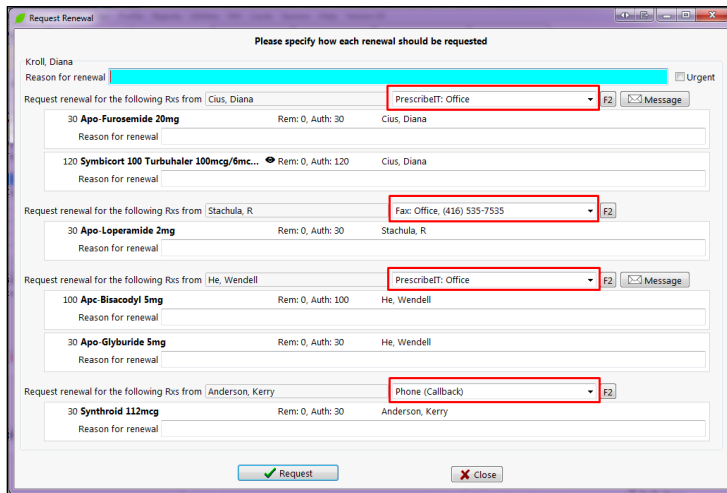 Request Renewal
Please specify how each renewal should be requested
Kroll, Diana
Reason for renewal Urgent
Request renewal for the following Rxs from Cius, Diana PrescribeIT: Office F2 Message
30 Apo-Furosemide 20mg Rem: 0, Auth: 30 Cius, Diana
Reason for renewal
120 Symbicort 100 Turbuhaler 100mcg/6mc... Rem: 0, Auth: 120 Cius, Diana
Reason for renewal
Request renewal for the following Rxs from Stachula, R Fax: Office, (416) 535-7535 F2
30 Apo-Loperamide 2mg Rem: 0, Auth: 30 Stachula, R
Reason for renewal
Request renewal for the following Rxs from He, Wendell PrescribeIT: Office F2 Message
100 Apc-Bisacodyl 5mg Rem: 0, Auth: 100 He, Wendell
Reason for renewal
30 Apo-Glyburide 5mg Rem: 0, Auth: 30 He, Wendell
Reason for renewal
Request renewal for the following Rxs from Anderson, Kerry Phone (Callback) F2
30 Synthroid 112mcg Rem: 0, Auth: 30 Anderson, Kerry
Reason for renewal
Request Close